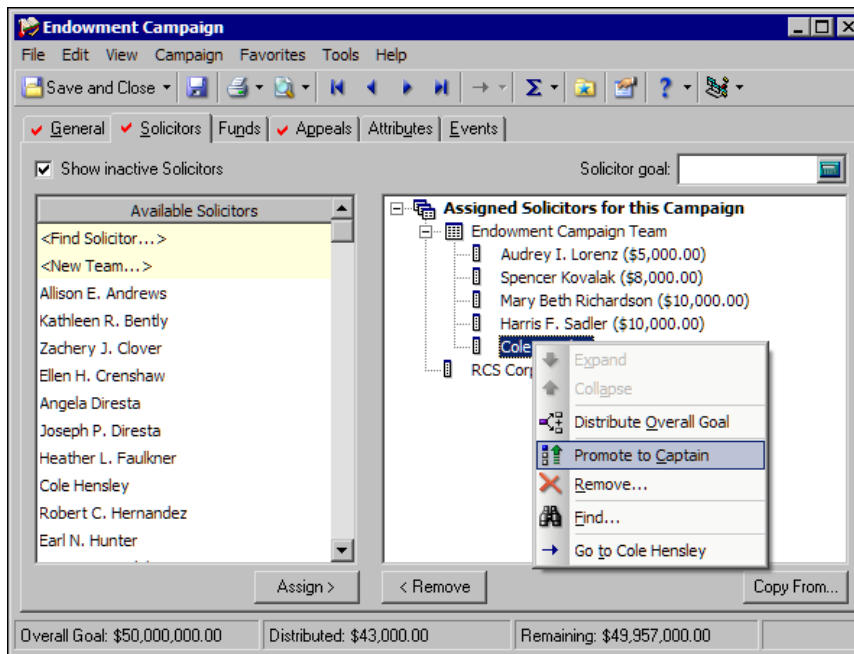 Endowment Campaign
File Edit View Campaign Favorites Tools Help
Save and Close
General Solicitors Funds Appeals Attributes Events
Show inactive Solicitors
Solicitor goal:
Available Solicitors
<Find Solicitor...>
<New Team...>
Allison E. Andrews
Kathleen R. Bently
Zachery J. Clover
Ellen H. Crenshaw
Angela Diresta
Joseph P. Diresta
Heather L. Faulkner
Cole Hensley
Robert C. Hernandez
Earl N. Hunter
Assigned Solicitors for this Campaign
Endowment Campaign Team
Audrey I. Lorenz ($5,000.00)
Spencer Kovalak ($8,000.00)
Mary Beth Richardson ($10,000.00)
Harris F. Sadler ($10,000.00)
Cole
RCS
Expand
Collapse
Distribute Overall Goal
Promote to Captain
Remove...
Find...
Go to Cole Hensley
Assign >
< Remove
Copy From...
Overall Goal: $50,000,000.00 Distributed: $43,000.00 Remaining: $49,957,000.00